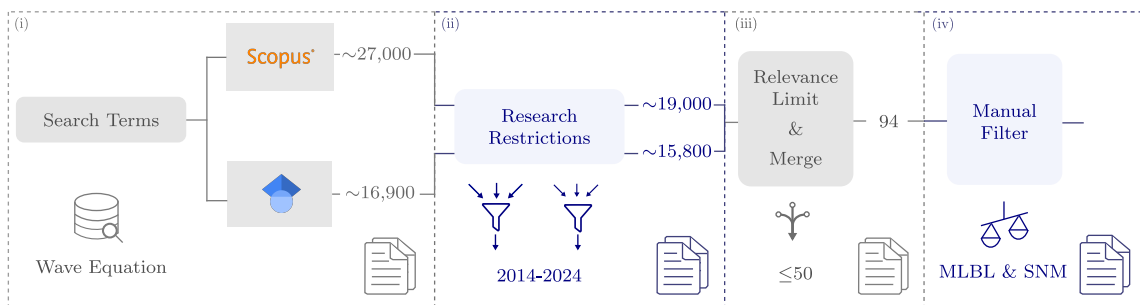 (i)
Search Terms
Scopus
~27,000
~16,900
Wave Equation
(ii)
Research
Restrictions
~19,000
~15,800
2014-2024
(iii)
Relevance
Limit
&
Merge
94
≤50
(iv)
Manual
Filter
MLBL & SNM